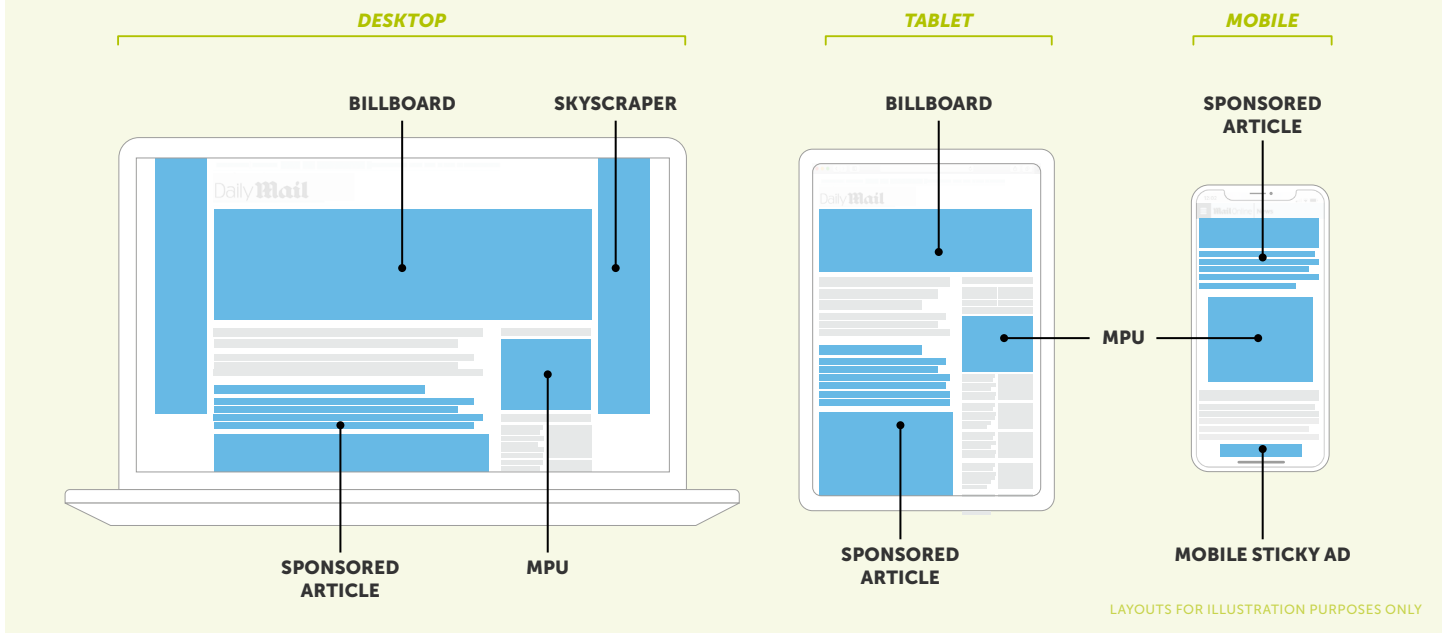 DESKTOP
TABLET
MOBILE
BILLBOARD
SKYSCRAPER
BILLBOARD
SPONSORED
ARTICLE
Daily Mail
Daily Mail
MPU
SPONSORED
ARTICLE
MPU
SPONSORED
ARTICLE
MOBILE STICKY AD
LAYOUTS FOR ILLUSTRATION PURPOSES ONLY